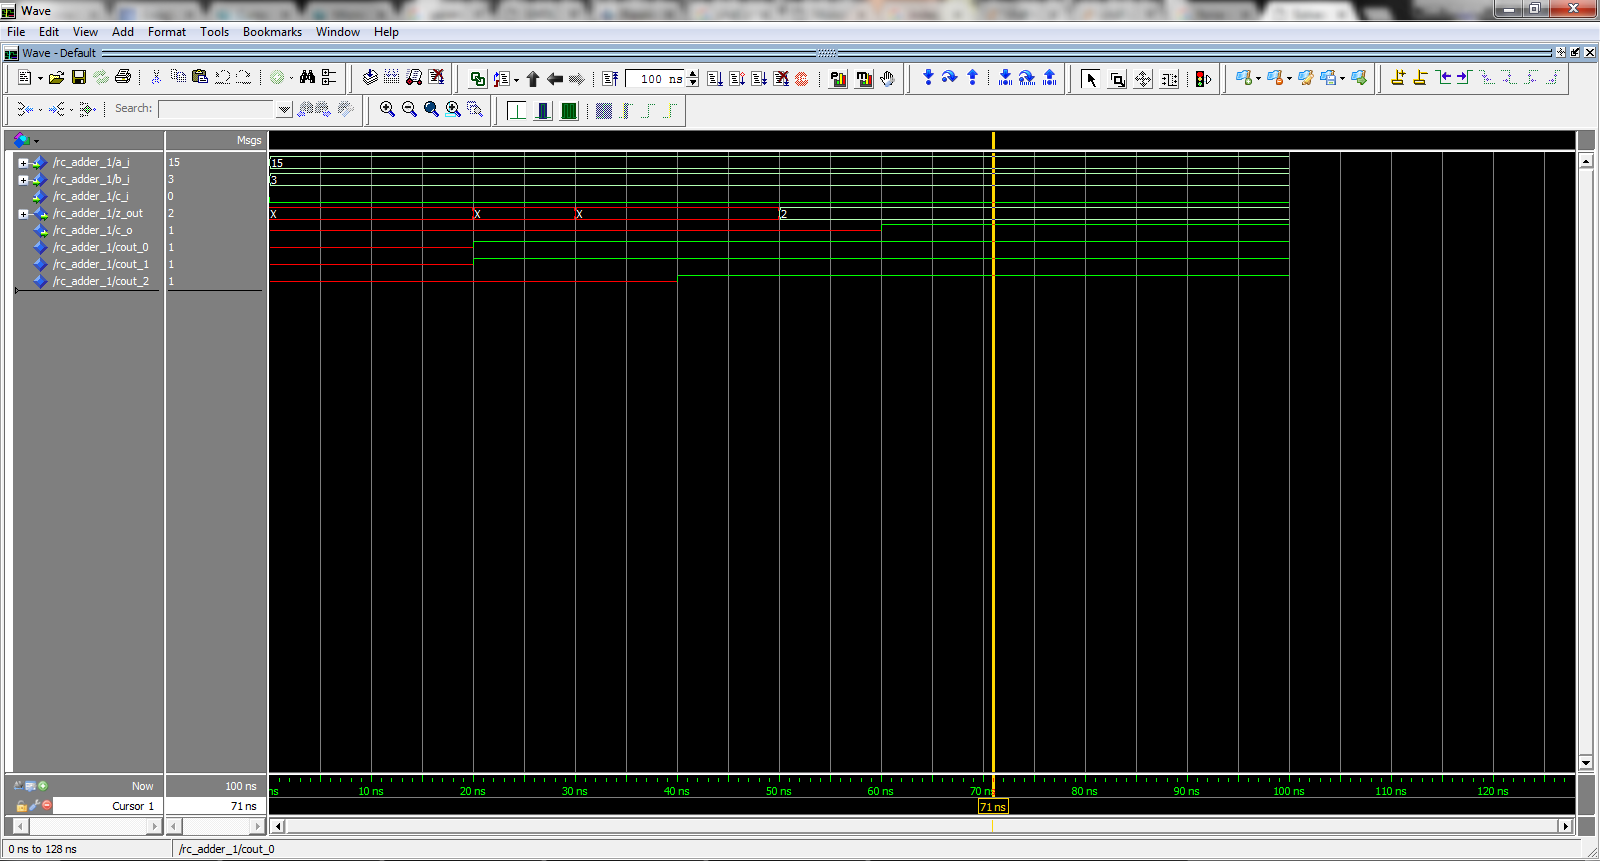 Wave
File Edit View Add Format Tools Bookmarks Window Help
Wave - Default
100 ns
Search:
Msgs
/rc_adder_1/a_i 15 15
/rc_adder_1/b_i 3 3
/rc_adder_1/c_i 0
/rc_adder_1/z_out 2 X X X 2
/rc_adder_1/c_o 1
/rc_adder_1/cout_0 1
/rc_adder_1/cout_1 1
/rc_adder_1/cout_2 1
Now 100 ns ns 10 ns 20 ns 30 ns 40 ns 50 ns 60 ns 70 ns 80 ns 90 ns 100 ns 110 ns 120 ns
Cursor 1 71 ns 71 ns
0 ns to 128 ns /rc_adder_1/cout_0